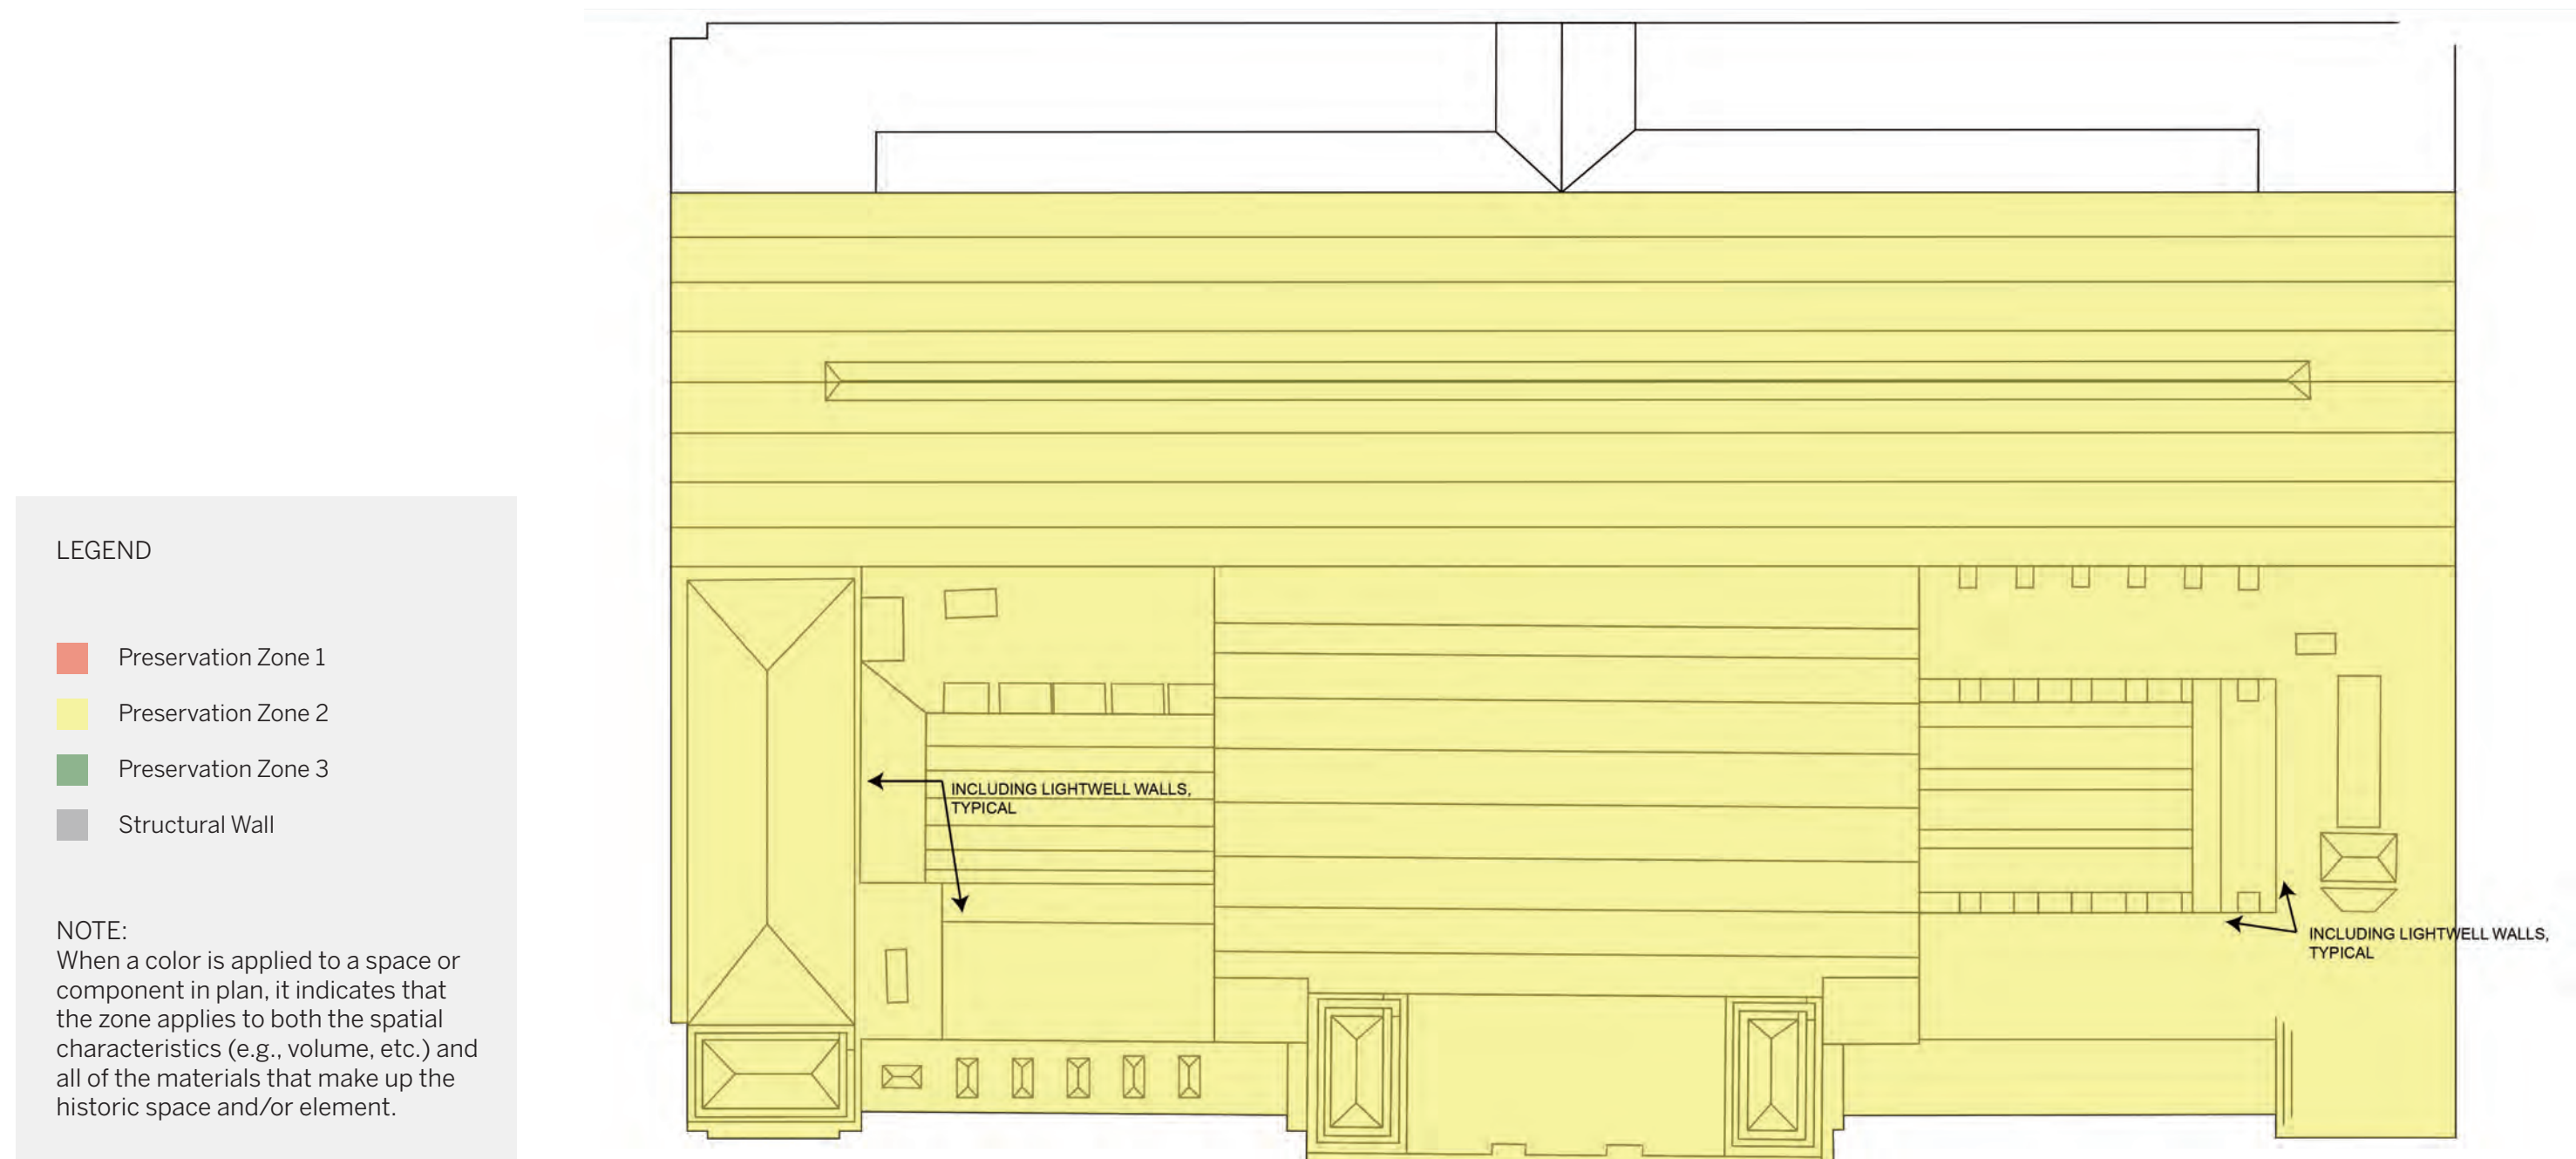 LEGEND
Preservation Zone 1
Preservation Zone 2
Preservation Zone 3
Structural Wall
NOTE:
When a color is applied to a space or
component in plan, it indicates that
the zone applies to both the spatial
characteristics (e.g., volume, etc.) and
all of the materials that make up the
historic space and/or element.
INCLUDING LIGHTWELL WALLS,
TYPICAL
INCLUDING LIGHTWELL WALLS,
TYPICAL